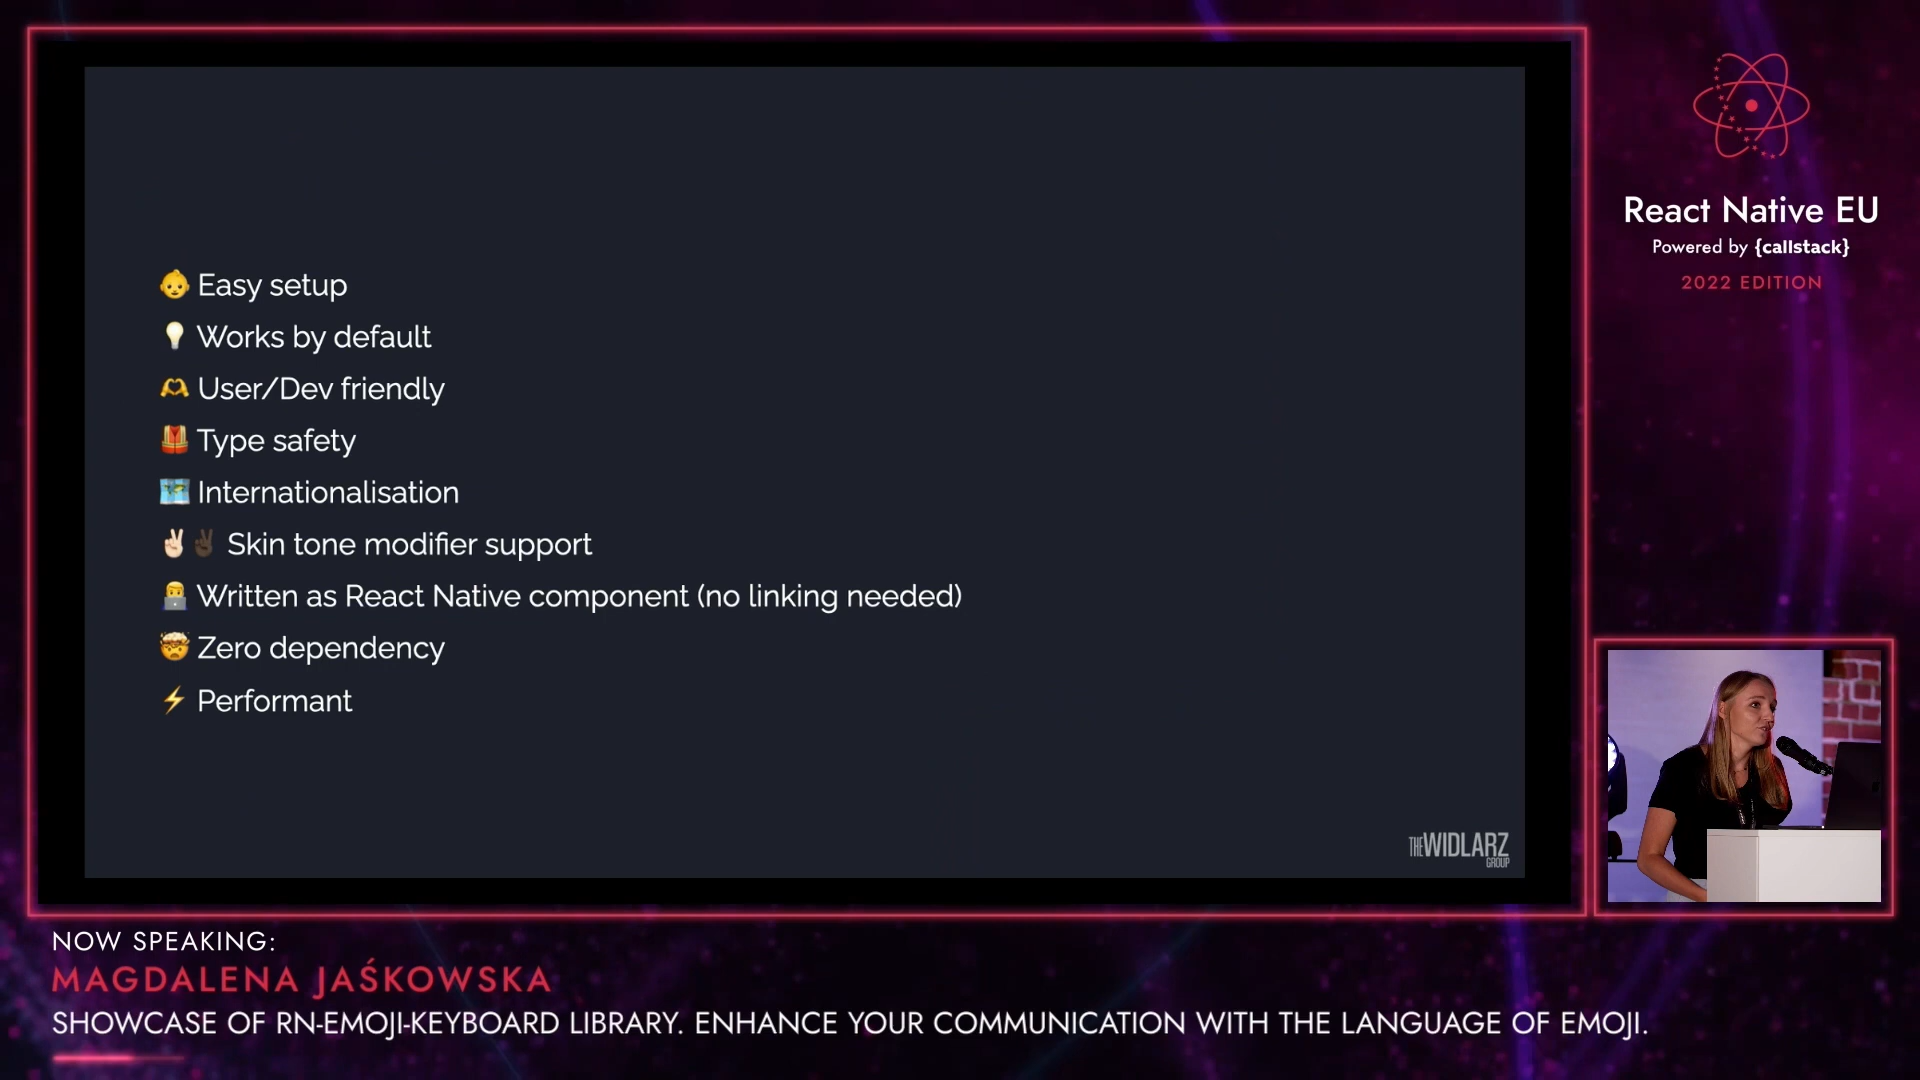 👶 Easy setup
💡 Works by default
🫶 User/Dev friendly
🦺 Type safety
🗺️ Internationalisation
✌🏻✌🏿 Skin tone modifier support
👨‍💻 Written as React Native component (no linking needed)
🤯 Zero dependency
⚡ Performant
THE WIDLARZ
GROUP
React Native EU
Powered by {callstack}
2022 EDITION
NOW SPEAKING:
MAGDALENA JAŚKOWSKA
SHOWCASE OF RN-EMOJI-KEYBOARD LIBRARY. ENHANCE YOUR COMMUNICATION WITH THE LANGUAGE OF EMOJI.